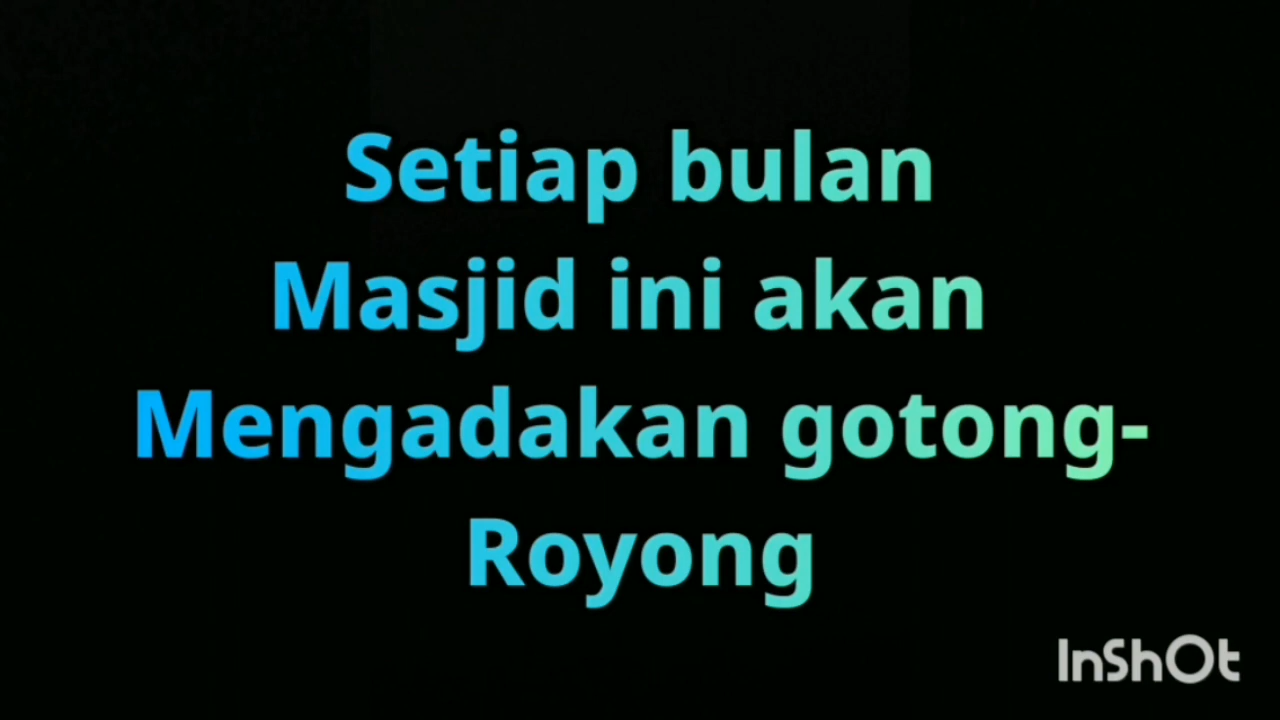 Setiap bulan
Masjid ini akan
Mengadakan gotong-
Royong
InShOt